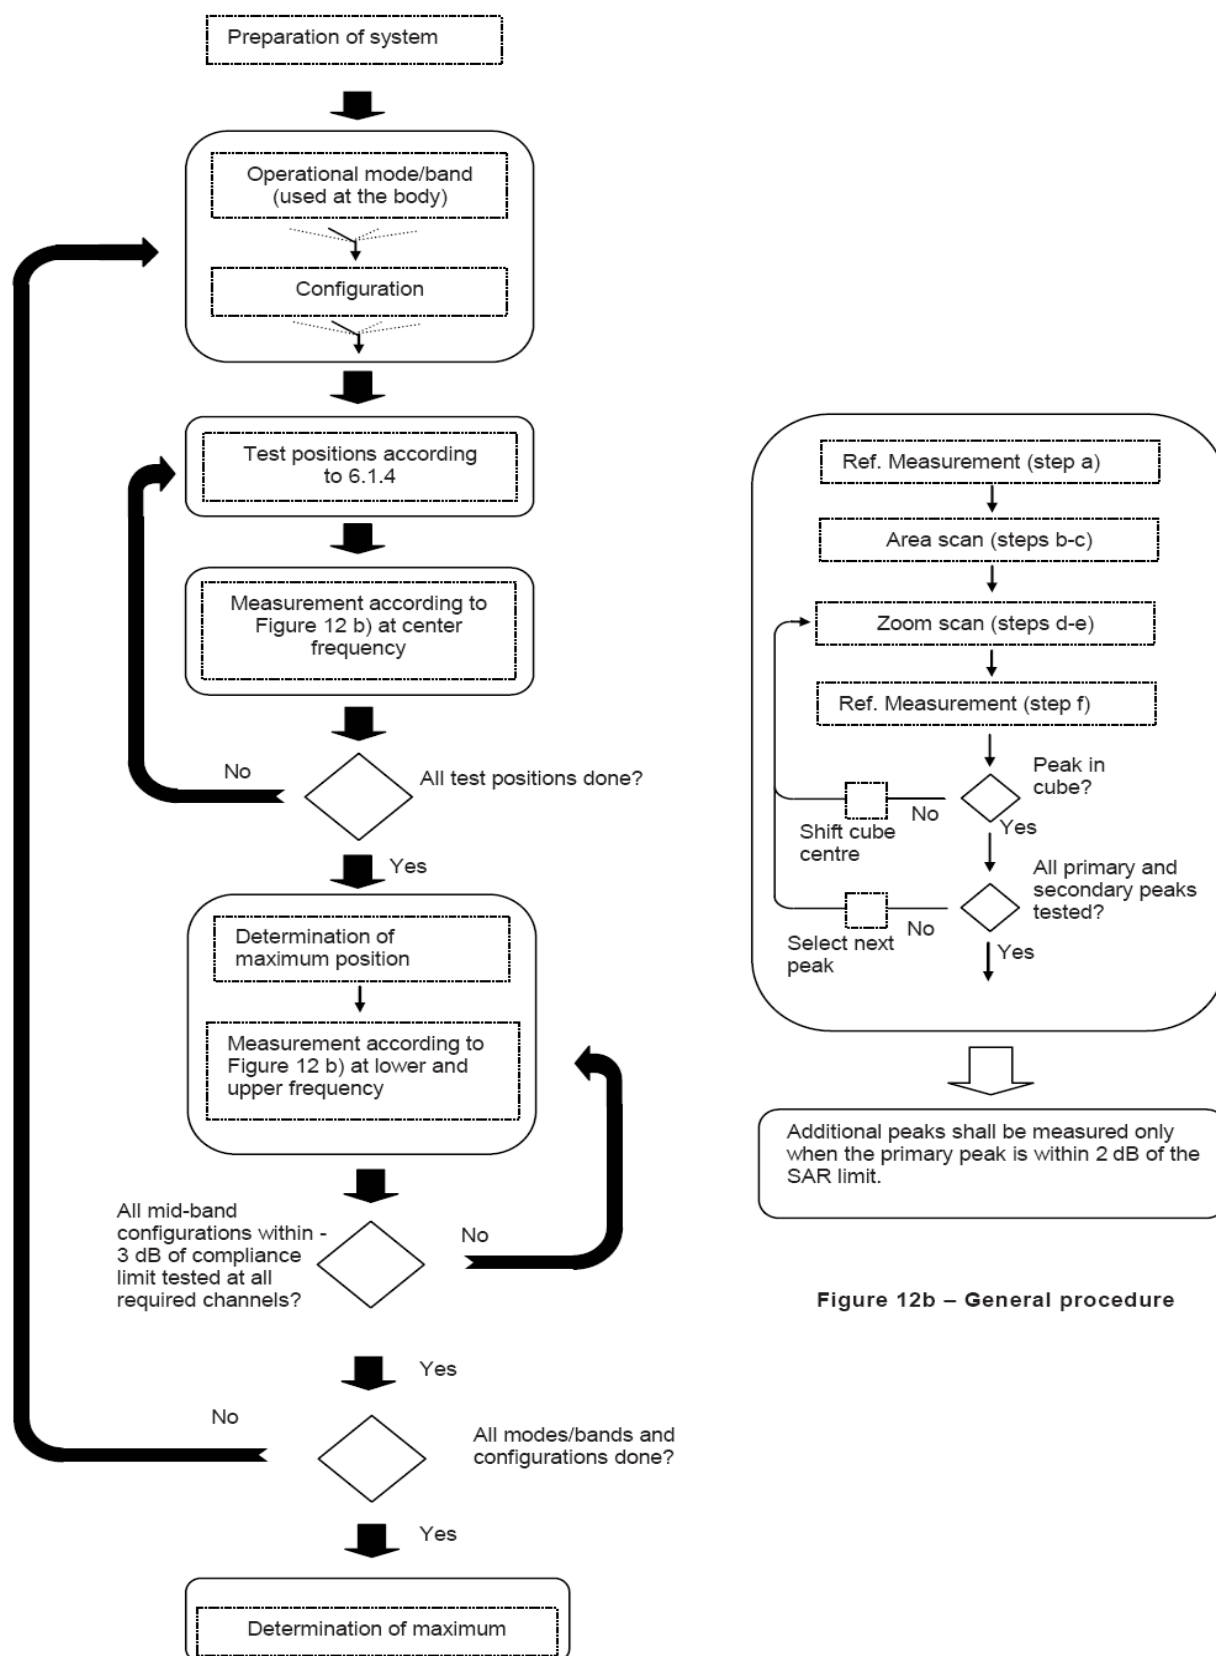 Preparation of system
Operational mode/band
(used at the body)
Configuration
Test positions according
to 6.1.4
Measurement according to
Figure 12 b) at center
frequency
No
All test positions done?
Yes
Determination of
maximum position
Measurement according to
Figure 12 b) at lower and
upper frequency
All mid-band
configurations within -
3 dB of compliance
limit tested at all
required channels?
No
Yes
No
All modes/bands and
configurations done?
Yes
Determination of maximum
Ref. Measurement (step a)
Area scan (steps b-c)
Zoom scan (steps d-e)
Ref. Measurement (step f)
Peak in
cube?
No
Shift cube
centre
Yes
All primary and
secondary peaks
tested?
No
Select next
peak
Yes
Additional peaks shall be measured only
when the primary peak is within 2 dB of the
SAR limit.
Figure 12b – General procedure